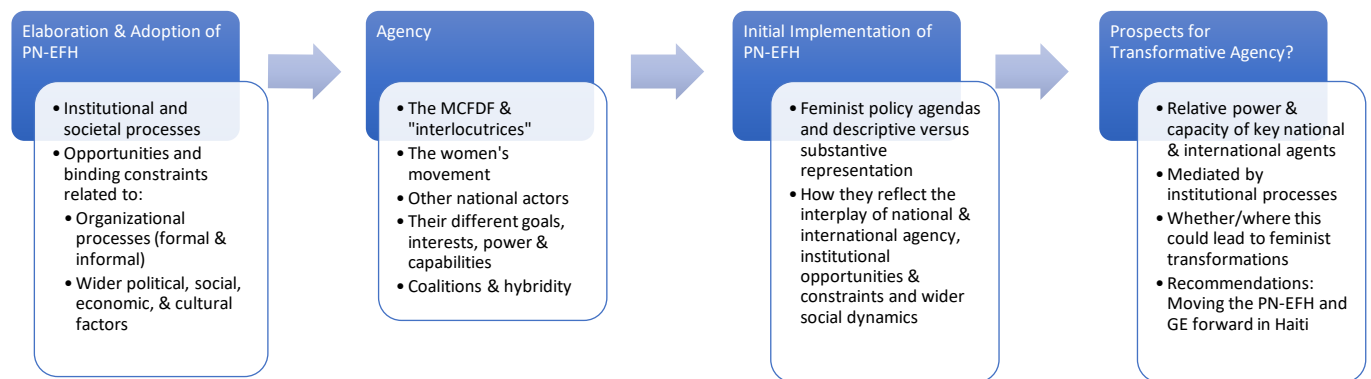 Elaboration & Adoption of
PN-EFH
• Institutional and
societal processes
• Opportunities and
binding constraints
related to:
• Organizational
processes (formal &
informal)
• Wider political, social,
economic, & cultural
factors
Agency
• The MCFDF &
"interlocutrices"
• The women's
movement
• Other national actors
• Their different goals,
interests, power &
capabilities
• Coalitions & hybridity
Initial Implementation of
PN-EFH
• Feminist policy agendas
and descriptive versus
substantive
representation
• How they reflect the
interplay of national &
international agency,
institutional
opportunities &
constraints and wider
social dynamics
Prospects for
Transformative Agency?
• Relative power &
capacity of key national
& international agents
• Mediated by
institutional processes
• Whether/where this
could lead to feminist
transformations
• Recommendations:
Moving the PN-EFH and
GE forward in Haiti